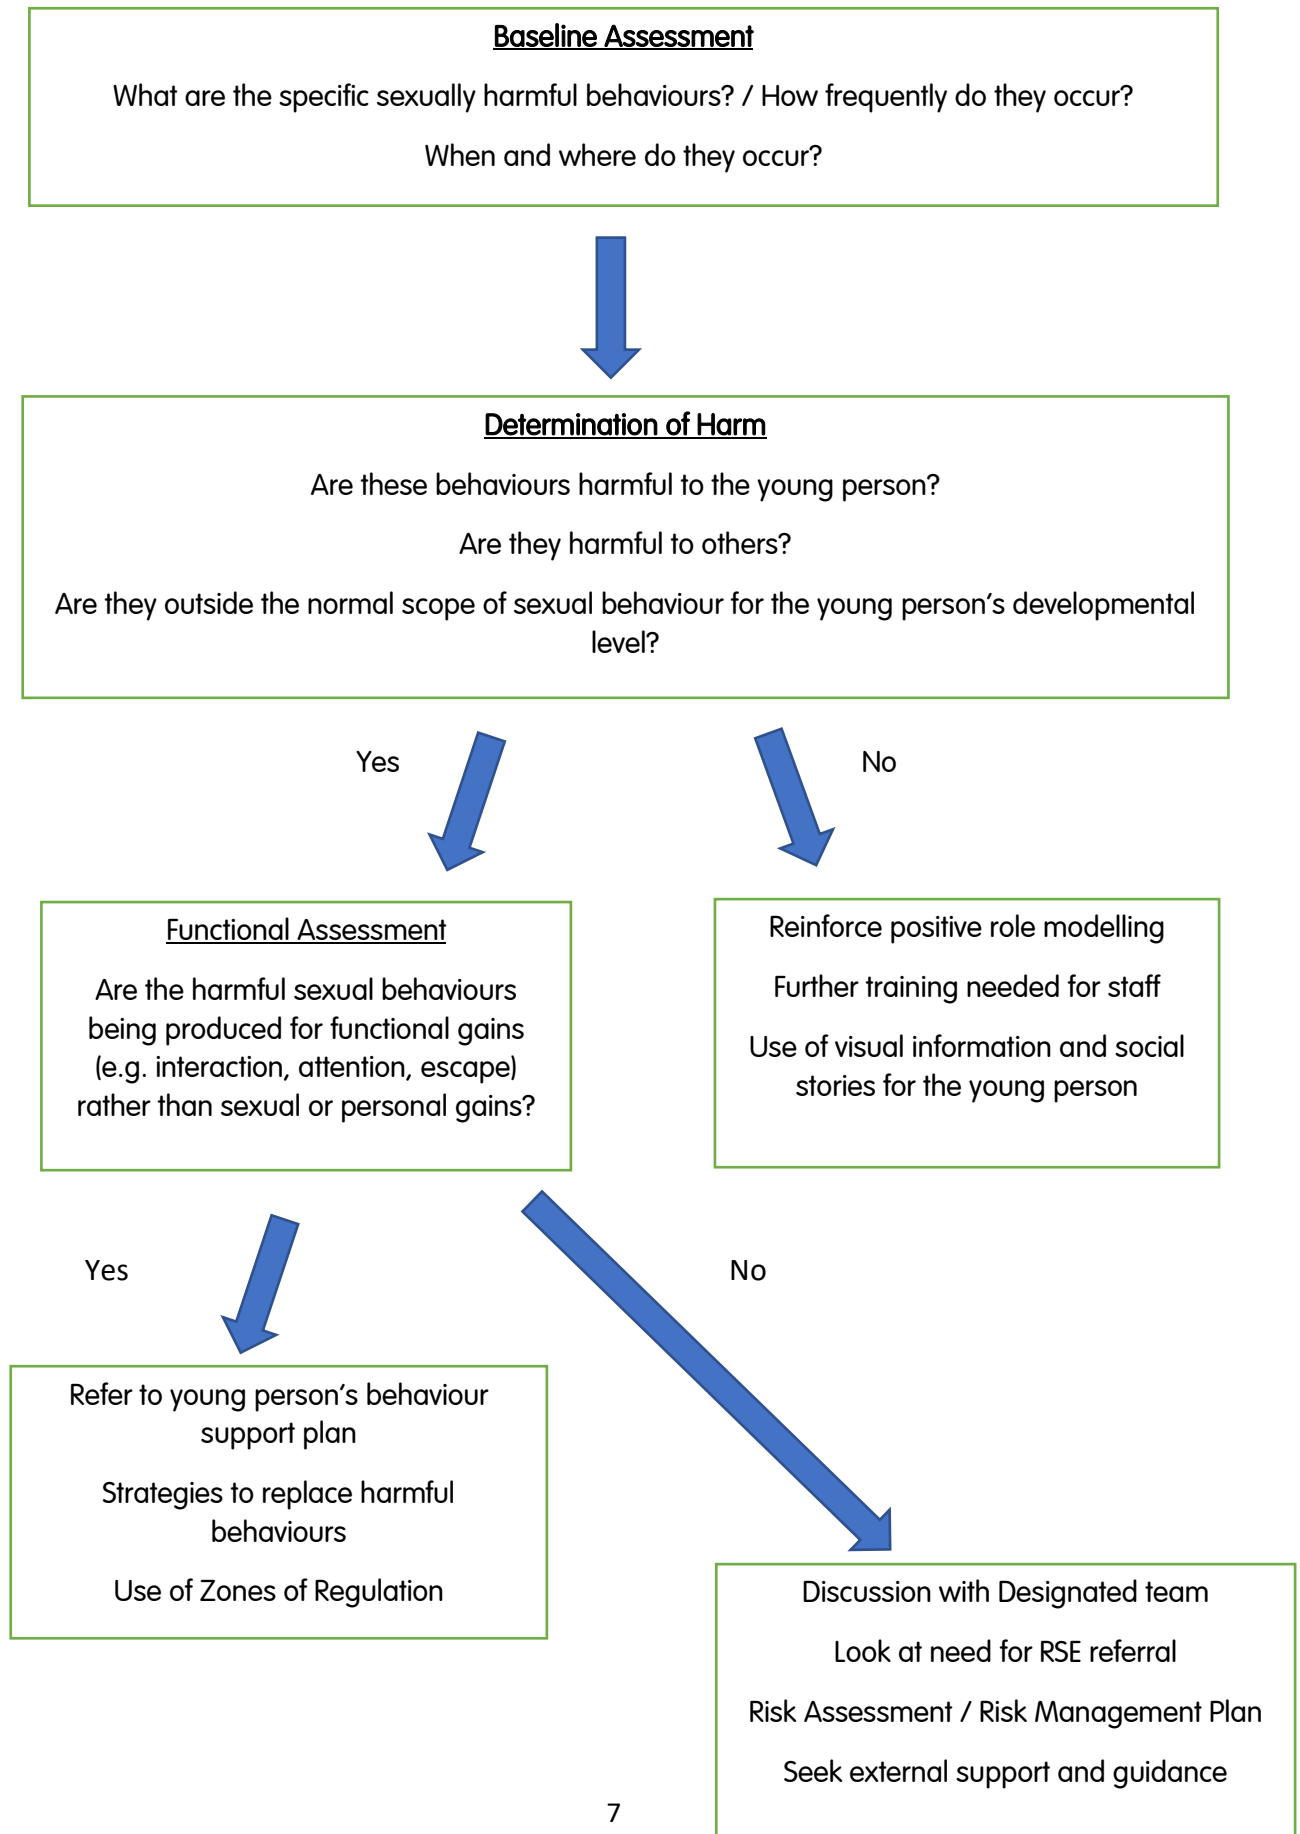 Baseline Assessment
What are the specific sexually harmful behaviours? / How frequently do they occur?
When and where do they occur?
Determination of Harm
Are these behaviours harmful to the young person?
Are they harmful to others?
Are they outside the normal scope of sexual behaviour for the young person’s developmental
level?
Yes
No
Functional Assessment
Are the harmful sexual behaviours
being produced for functional gains
(e.g. interaction, attention, escape)
rather than sexual or personal gains?
Reinforce positive role modelling
Further training needed for staff
Use of visual information and social
stories for the young person
Yes
No
Refer to young person’s behaviour
support plan
Strategies to replace harmful
behaviours
Use of Zones of Regulation
Discussion with Designated team
Look at need for RSE referral
Risk Assessment / Risk Management Plan
Seek external support and guidance
7